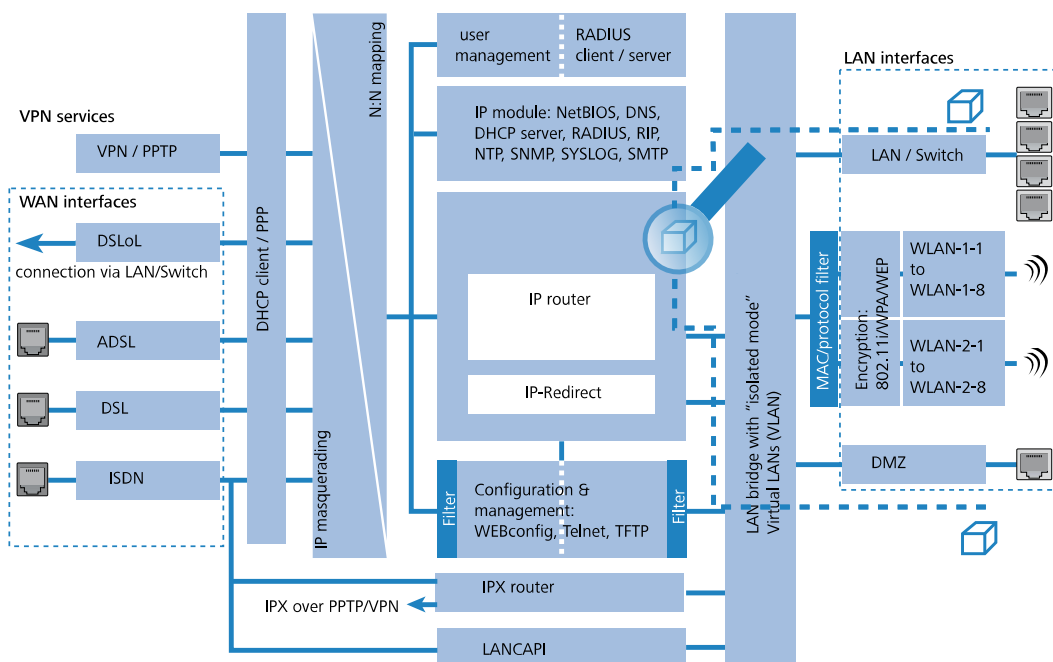 user
management
RADIUS
client / server
LAN interfaces
N:N mapping
IP module: NetBIOS, DNS,
DHCP server, RADIUS, RIP,
NTP, SNMP, SYSLOG, SMTP
VPN services
VPN / PPTP
LAN / Switch
WAN interfaces
DSLoL
connection via LAN/Switch
DHCP client / PPP
IP router
MAC/protocol filter
Encryption:
802.11i/WPA/WEP
WLAN-1-1
to
WLAN-1-8
ADSL
WLAN-2-1
to
WLAN-2-8
IP-Redirect
DSL
ISDN
IP masquerading
Filter
Configuration &
management:
WEBconfig, Telnet, TFTP
Filter
LAN bridge with “isolated mode”
Virtual LANs (VLAN)
DMZ
IPX router
IPX over PPTP/VPN
LANCAPI